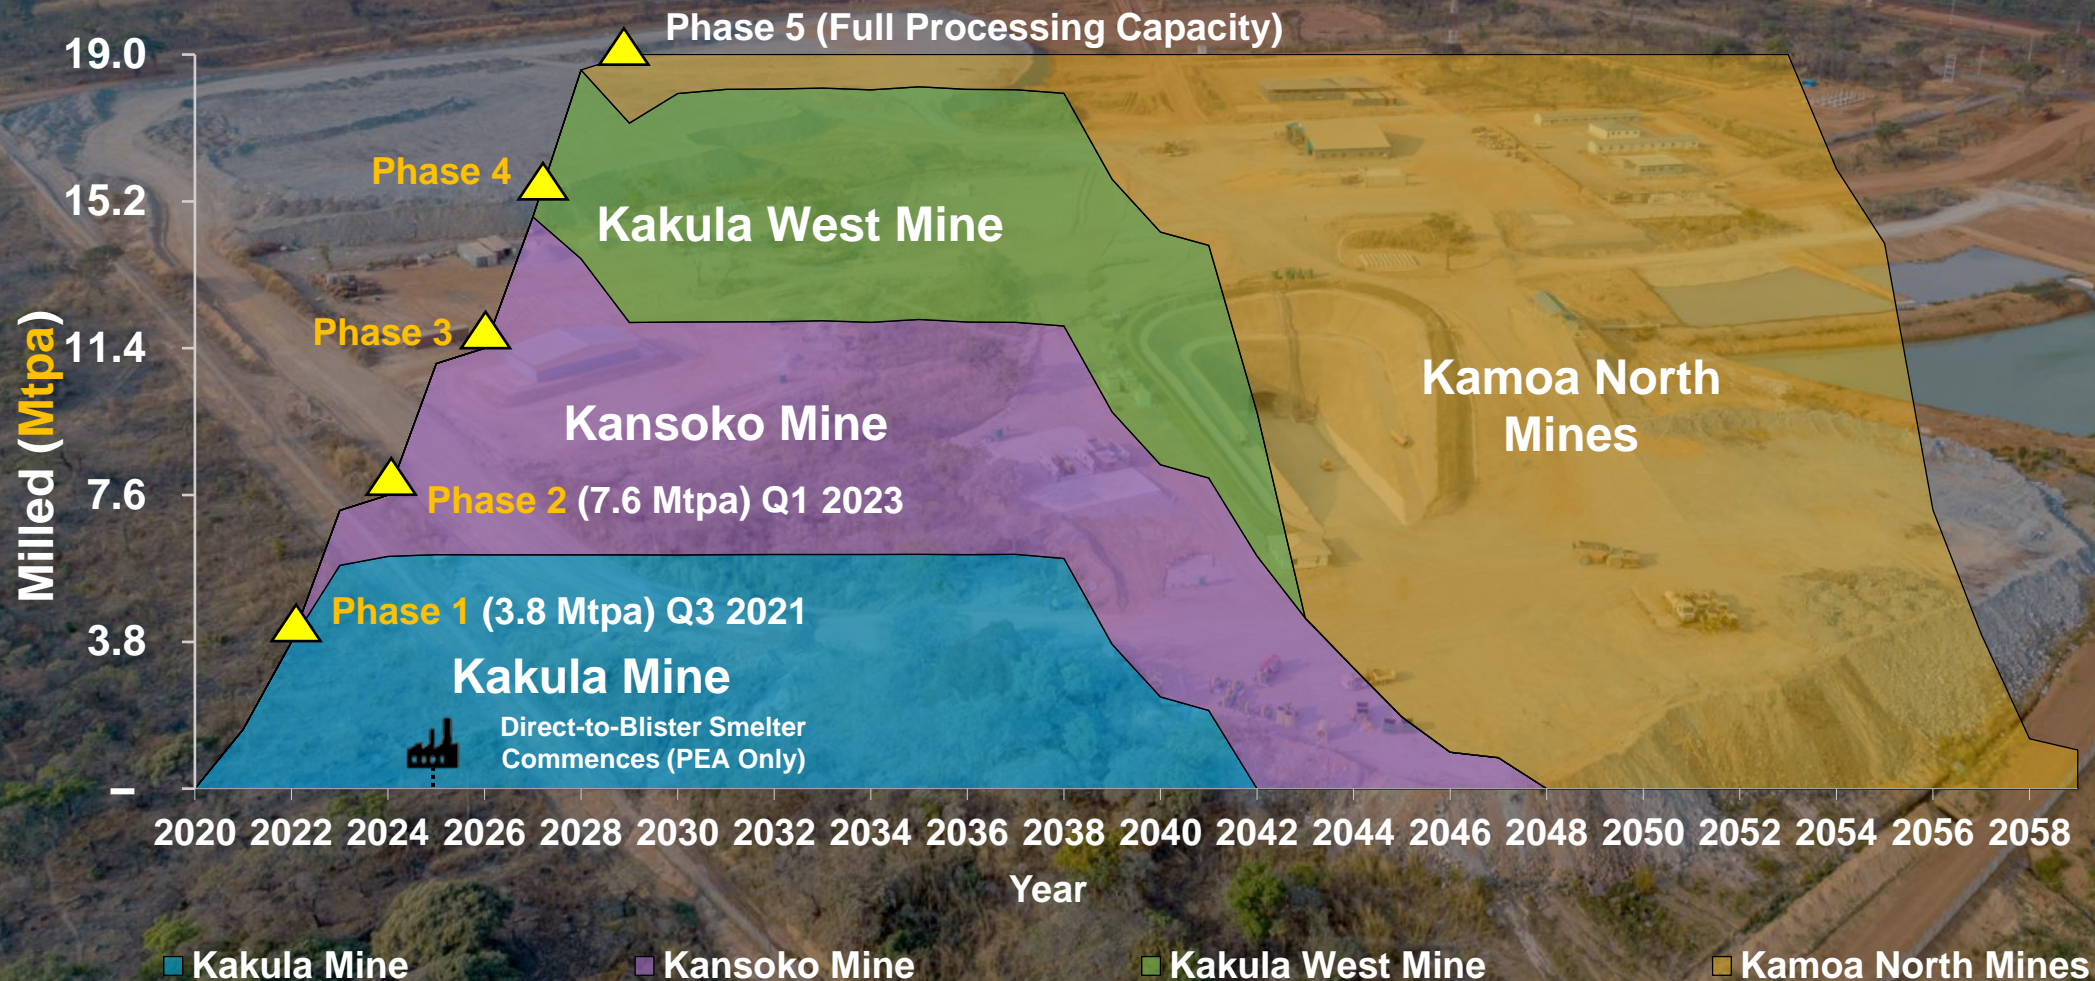 Phase 5 (Full Processing Capacity)
19.0
Phase 4
15.2
Kakula West Mine
Phase 3
11.4
Kamoa North
Mines
Kansoko Mine
Milled (Mtpa)
7.6
Phase 2 (7.6 Mtpa) Q1 2023
Phase 1 (3.8 Mtpa) Q3 2021
3.8
Kakula Mine
Direct-to-Blister Smelter
Commences (PEA Only)
–
2020 2022 2024 2026 2028 2030 2032 2034 2036 2038 2040 2042 2044 2046 2048 2050 2052 2054 2056 2058
Year
Kakula Mine Kansoko Mine Kakula West Mine Kamoa North Mines